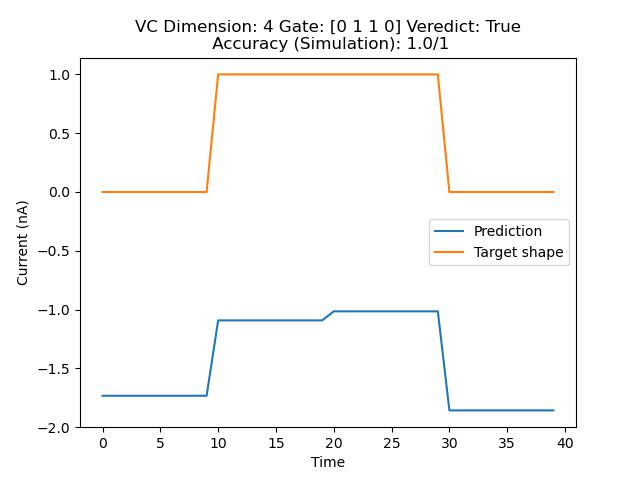 VC Dimension: 4 Gate: [0 1 1 0] Veredict: True
Accuracy (Simulation): 1.0/1
1.0
0.5
0.0
−0.5
−1.0
−1.5
−2.0
Current (nA)
Prediction
Target shape
0 5 10 15 20 25 30 35 40
Time